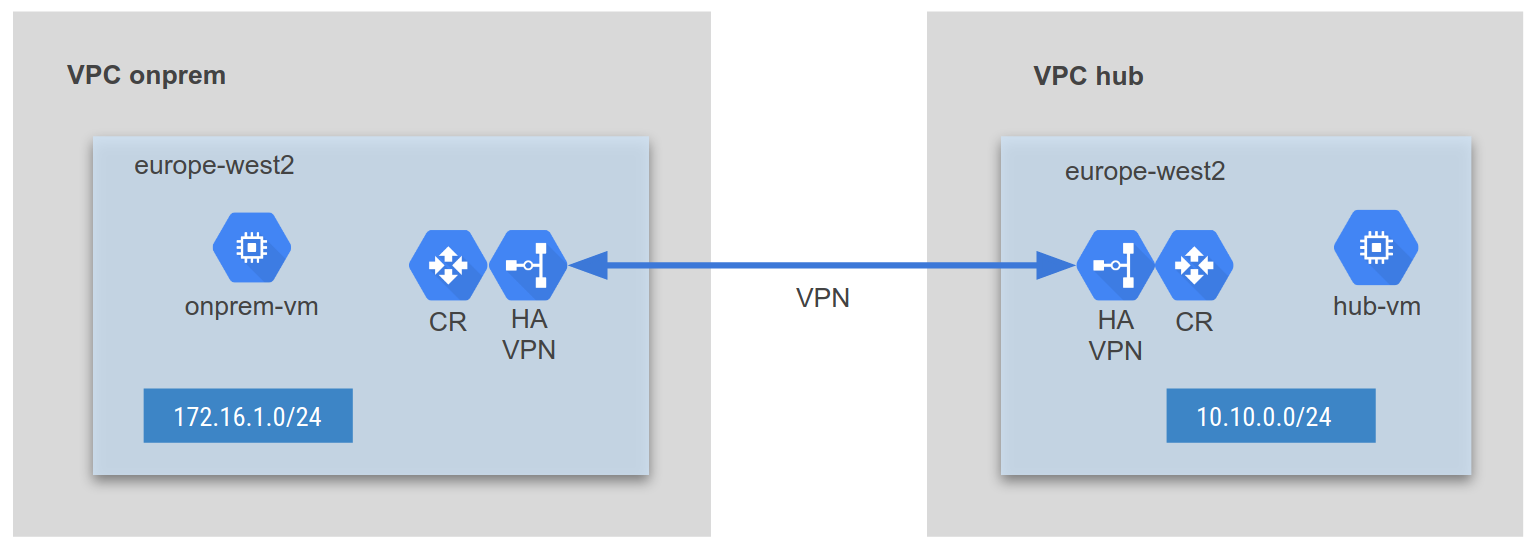 VPC onprem
europe-west2
onprem-vm
CR
HA
VPN
172.16.1.0/24
VPN
VPC hub
europe-west2
HA
VPN
CR
hub-vm
10.10.0.0/24